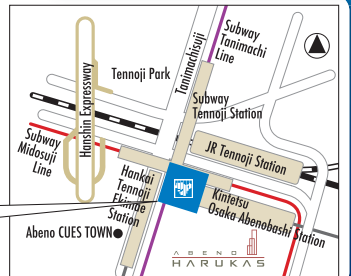 Tennoji Park
Hanshin Expressway
Tanimachisuji
Subway
Tanimachi
Line
Subway
Tennoji Station
JR Tennoji Station
Subway
Midosuji
Line
Hankai
Tennoji
Ekimae
Station
Kintetsu
Osaka Abenobashi Station
Abeno CUES TOWN
ABENO
HARUKAS